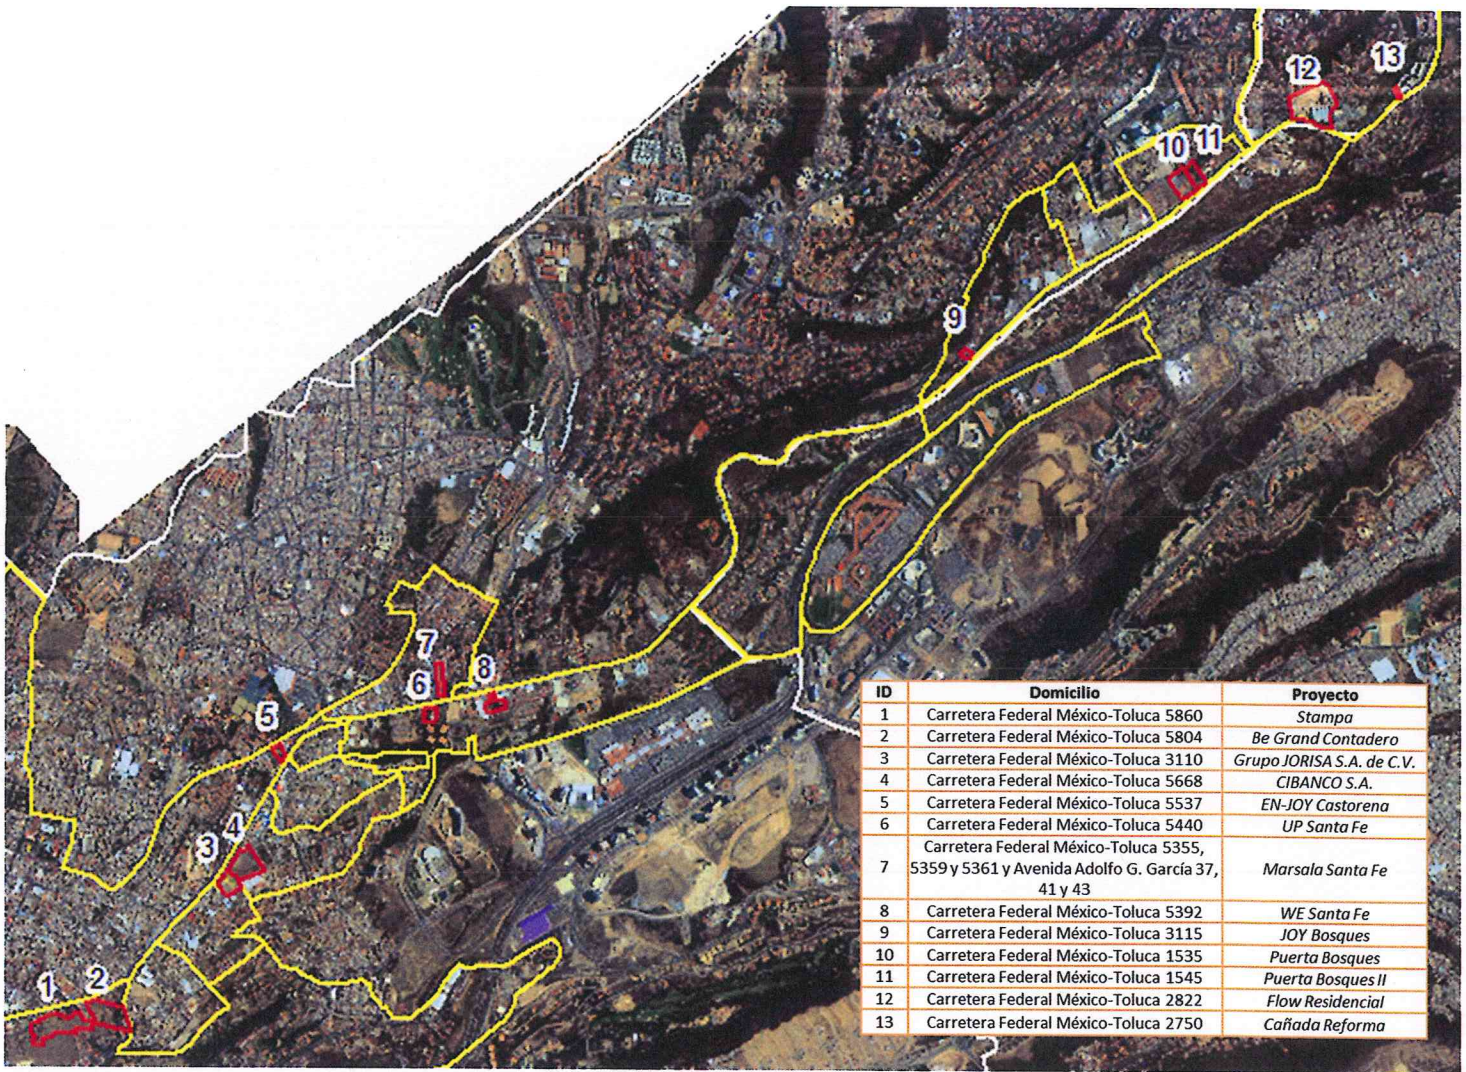 12
13
10
11
9
7
6
8
5
4
3
1
2
ID Domicilio Proyecto
1 Carretera Federal México-Toluca 5860 Stampa
2 Carretera Federal México-Toluca 5804 Be Grand Contadero
3 Carretera Federal México-Toluca 3110 Grupo JORISA S.A. de C.V.
4 Carretera Federal México-Toluca 5668 CIBANCO S.A.
5 Carretera Federal México-Toluca 5537 EN-JOY Castorena
6 Carretera Federal México-Toluca 5440 UP Santa Fe
7 Carretera Federal México-Toluca 5355,
5359 y 5361 y Avenida Adolfo G. García 37,
41 y 43
Marsala Santa Fe
8 Carretera Federal México-Toluca 5392 WE Santa Fe
9 Carretera Federal México-Toluca 3115 JOY Bosques
10 Carretera Federal México-Toluca 1535 Puerta Bosques
11 Carretera Federal México-Toluca 1545 Puerta Bosques II
12 Carretera Federal México-Toluca 2822 Flow Residencial
13 Carretera Federal México-Toluca 2750 Cañada Reforma